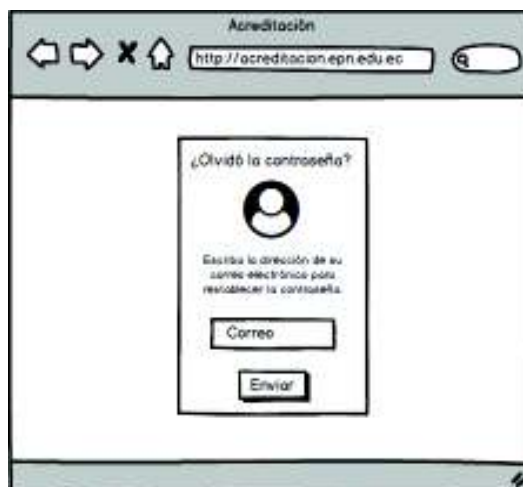 Acreditación
http://acreditacion.epn.edu.ec
¿Olvidó la contraseña?
Escriba la dirección de su
correo electrónico para
restablecer la contraseña.
Correo
Enviar